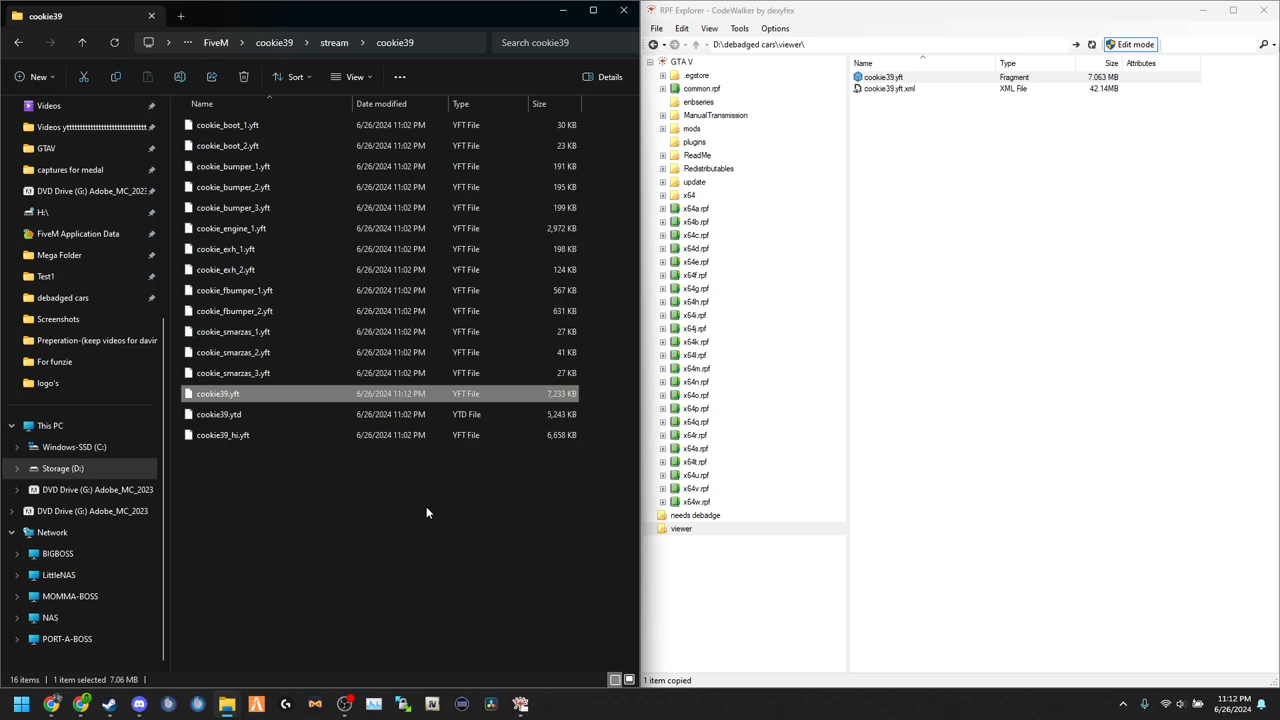 RPF Explorer - CodeWalker by dexyfex
File Edit View Tools Options
FiveM > cookie39 > stream > cookie39
Search cookie39
D:\debadged cars\viewer\
Edit mode
New
Sort
View
Details
Name Date modified Type Size
Videos
Videos yttttttttttttttttttttttttttt
GTAV
DVD Drive (G:) Adobe_MC_2023
H:\
Firefox Application Data
My pdf folder
Test1
debadged cars
Screenshots
For funzie
logo's
This PC
Windows-SSD (C:)
Storage (D:)
DVD Drive (G:) Adobe_MC_2023
DVD Drive (G:) Adobe_MC_2023
Network
BIGBOSS
LittleNAS
MOMMA-BOSS
NAS
PORT-A-BOSS
cookie_boot_1.yft 6/26/2024 11:02 PM YFT File 30 KB
cookie_boot_2.yft 6/26/2024 11:02 PM YFT File 23 KB
6/26/2024 11:02 PM YFT File 191 KB
6/26/2024 11:02 PM YFT File 195 KB
6/26/2024 11:02 PM YFT File 199 KB
cookie_engine_1.yft 6/26/2024 11:02 PM YFT File 2,972 KB
cookie_exh_1.yft 6/26/2024 11:02 PM YFT File 198 KB
cookie_exh_2.yft 6/26/2024 11:02 PM YFT File 124 KB
cookie_fbumper_1.yft 6/26/2024 11:02 PM YFT File 567 KB
cookie_fbumper_2.yft 6/26/2024 11:02 PM YFT File 631 KB
cookie_smarzas_1.yft 6/26/2024 11:02 PM YFT File 27 KB
cookie_smarzas_2.yft 6/26/2024 11:02 PM YFT File 41 KB
cookie_smarzas_3.yft 6/26/2024 11:02 PM YFT File 27 KB
cookie39.yft 6/26/2024 11:12 PM YFT File 7,233 KB
cookie39.ytd 6/26/2024 11:02 PM YTD File 5,243 KB
cookie39_hi.yft 6/26/2024 11:02 PM YFT File 6,658 KB
16 items 1 item selected 7.06 MB
GTA V
.egstore
common.rpf
enbseries
ManualTransmission
mods
plugins
ReadMe
Redistributables
update
x64
x64a.rpf
x64b.rpf
x64c.rpf
x64d.rpf
x64e.rpf
x64f.rpf
x64g.rpf
x64h.rpf
x64i.rpf
x64j.rpf
x64k.rpf
x64l.rpf
x64m.rpf
x64n.rpf
x64o.rpf
x64p.rpf
x64q.rpf
x64r.rpf
x64s.rpf
x64t.rpf
x64u.rpf
x64v.rpf
x64w.rpf
needs debadge
viewer
Name Type Size Attributes
cookie39.yft Fragment 7.063 MB
cookie39.yft.xml XML File 42.14MB
1 item copied
11:12 PM
6/26/2024